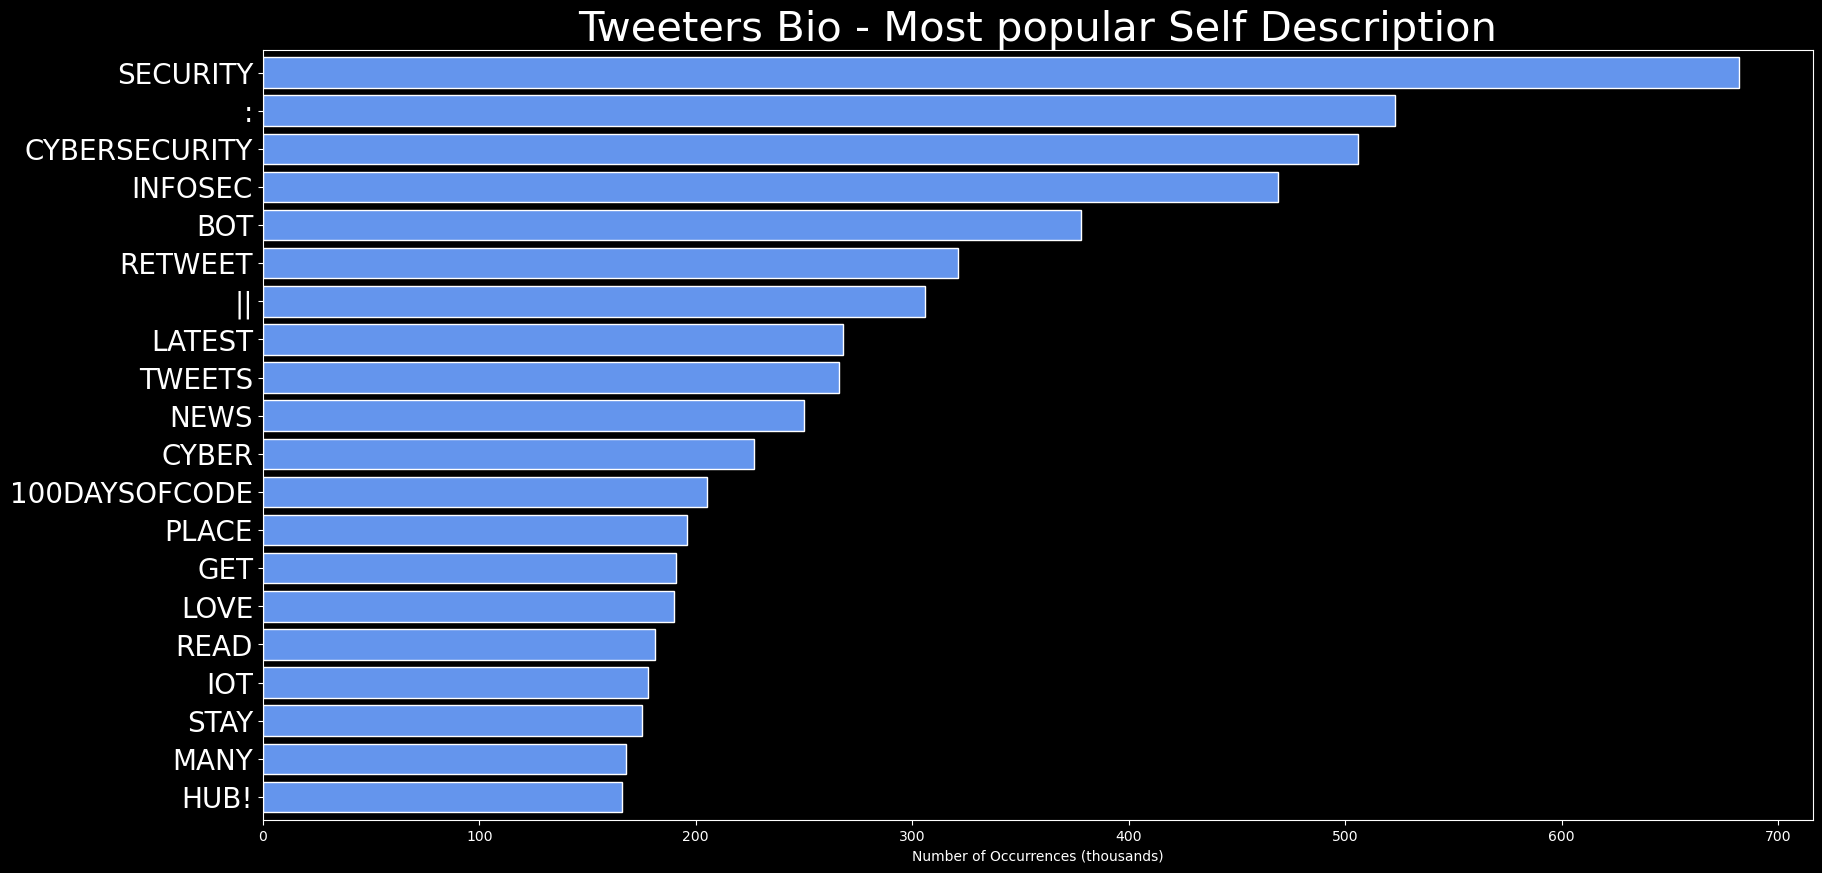 Tweeters Bio - Most popular Self Description
SECURITY
:
CYBERSECURITY
INFOSEC
BOT
RETWEET
||
LATEST
TWEETS
NEWS
CYBER
100DAYSOFCODE
PLACE
GET
LOVE
READ
IOT
STAY
MANY
HUB!
0 100 200 300 400 500 600 700
Number of Occurrences (thousands)